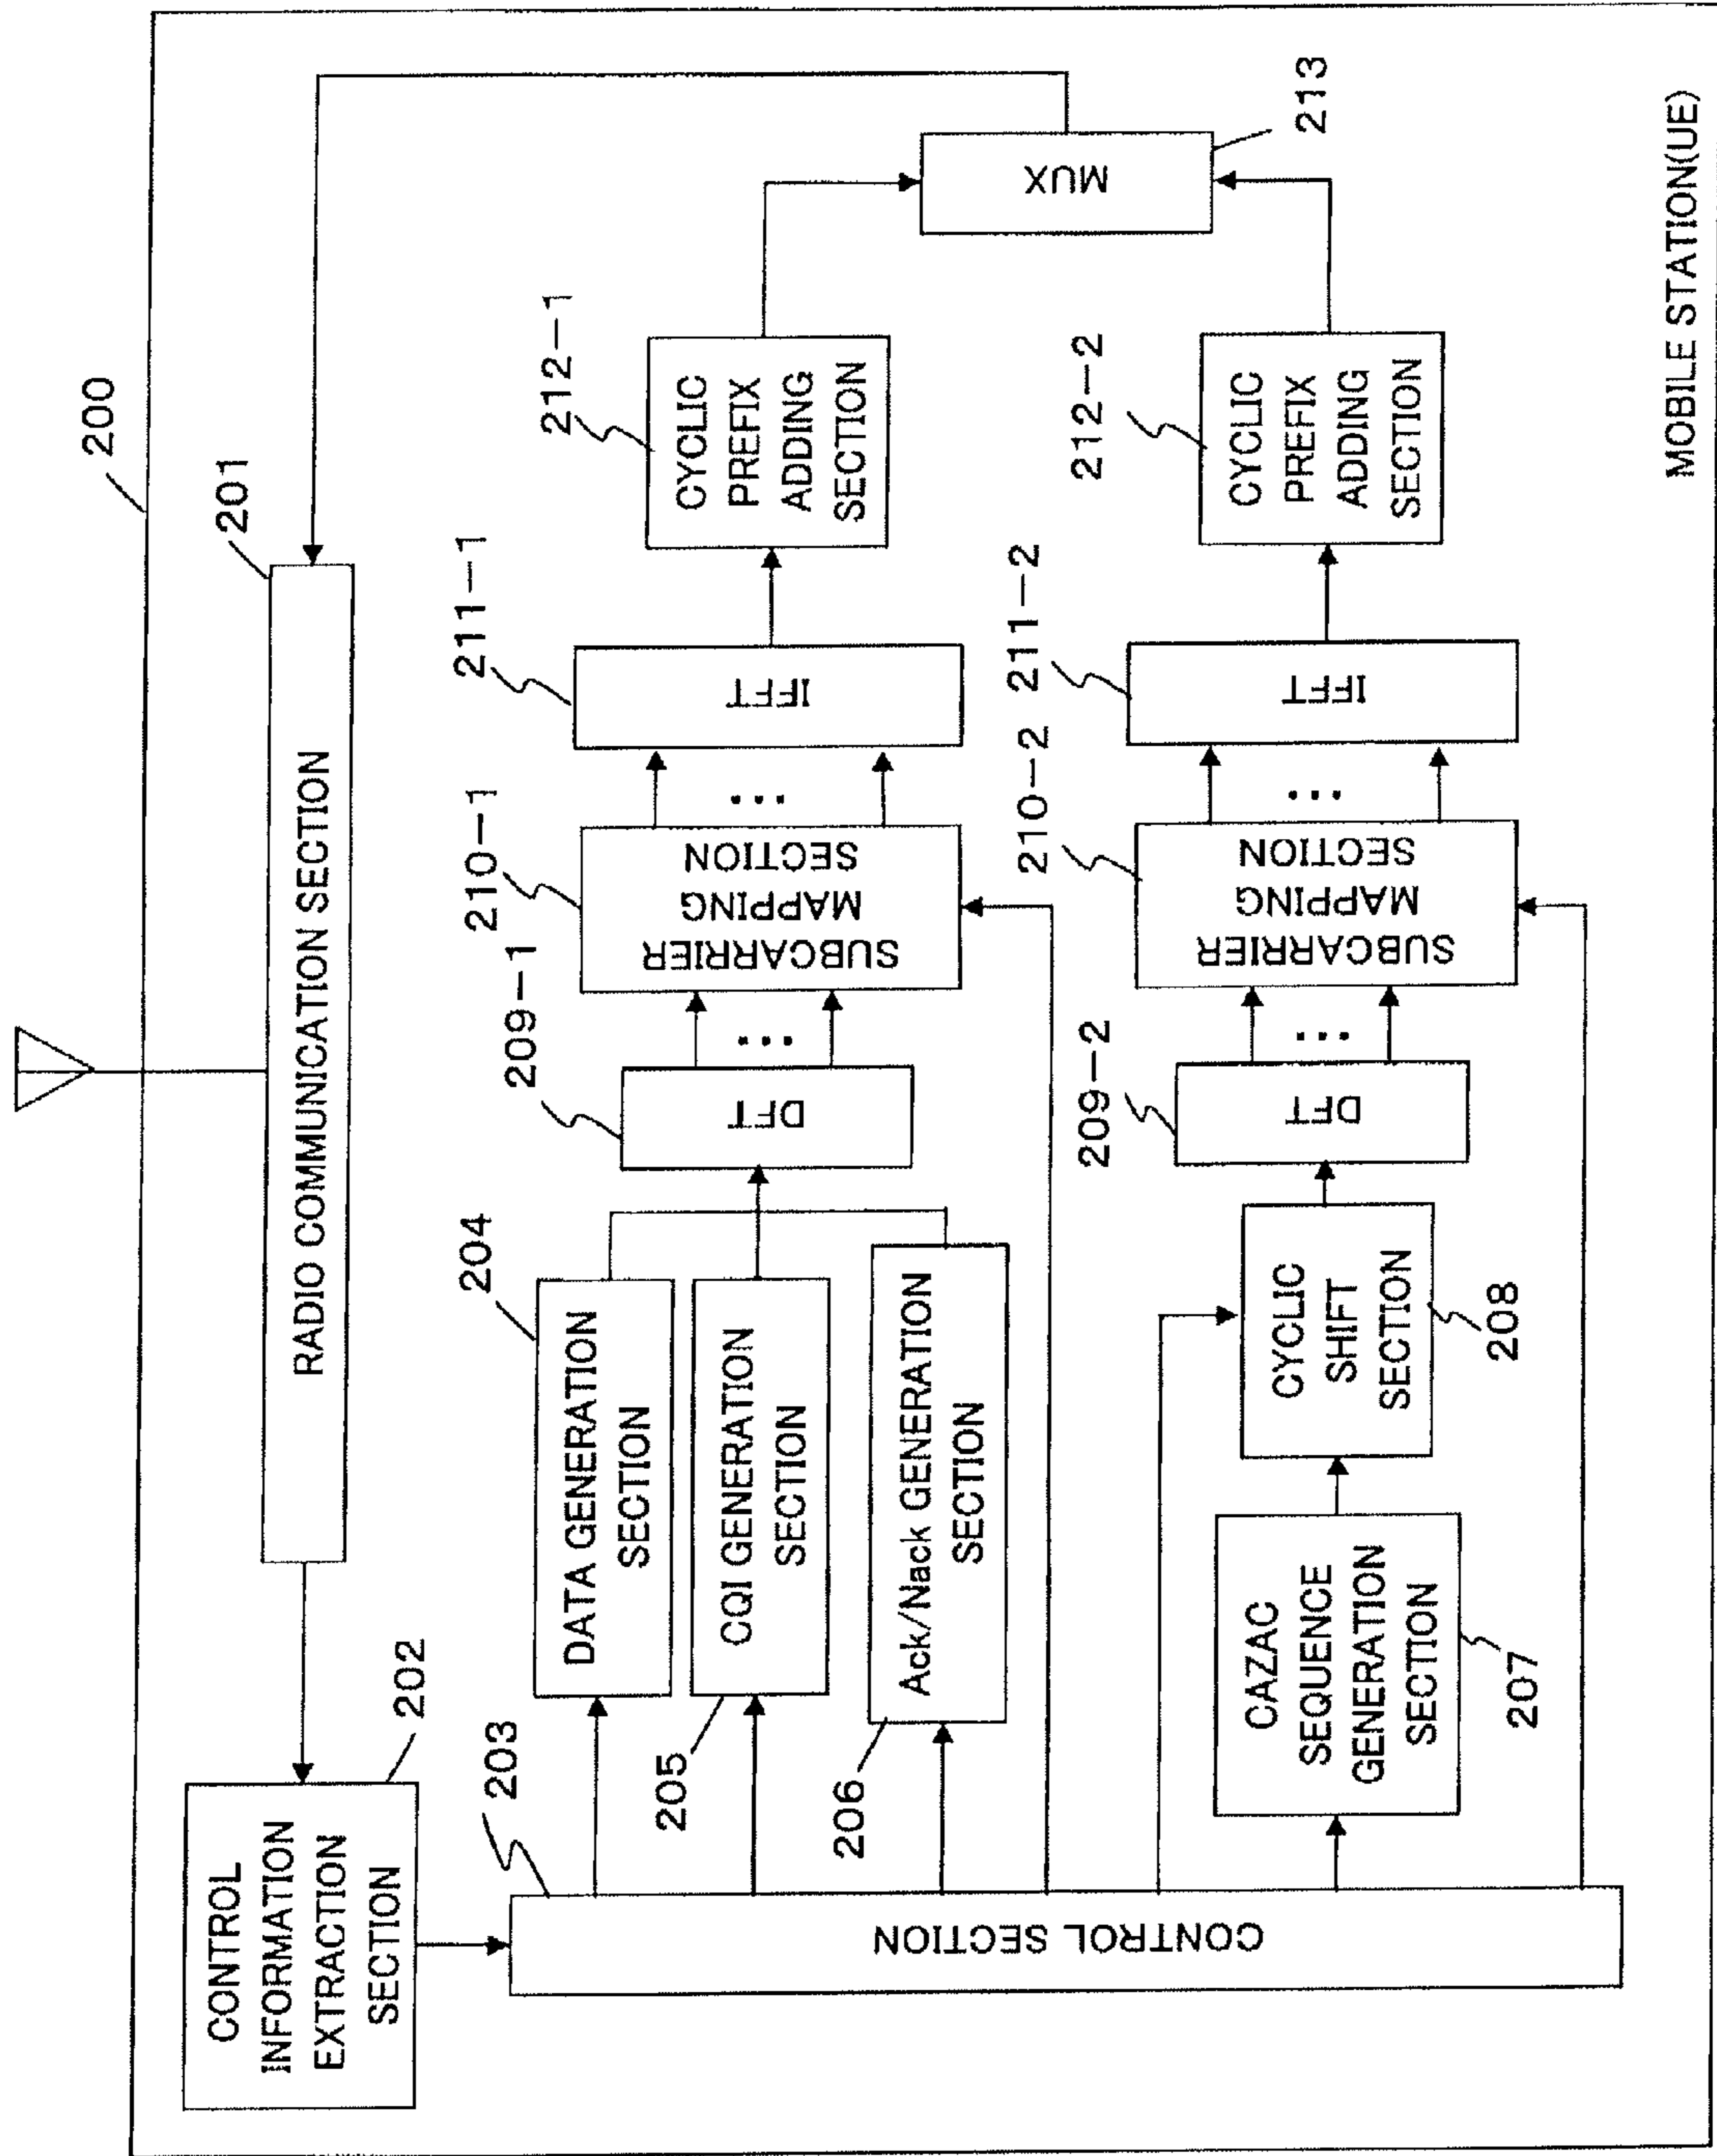 200
201
RADIO COMMUNICATION SECTION
202
CONTROL
INFORMATION
EXTRACTION
SECTION
203
CONTROL SECTION
204
DATA GENERATION
SECTION
205
CQI GENERATION
SECTION
206
Ack/Nack GENERATION
SECTION
209-1
DFT
...
210-1
SUBCARRIER
MAPPING
SECTION
...
211-1
IFFT
212-1
CYCLIC
PREFIX
ADDING
SECTION
MUX
213
CAZAC
SEQUENCE
GENERATION
SECTION
207
CYCLIC
SHIFT
SECTION
208
209-2
DFT
...
210-2
SUBCARRIER
MAPPING
SECTION
...
211-2
IFFT
212-2
CYCLIC
PREFIX
ADDING
SECTION
MOBILE STATION(UE)